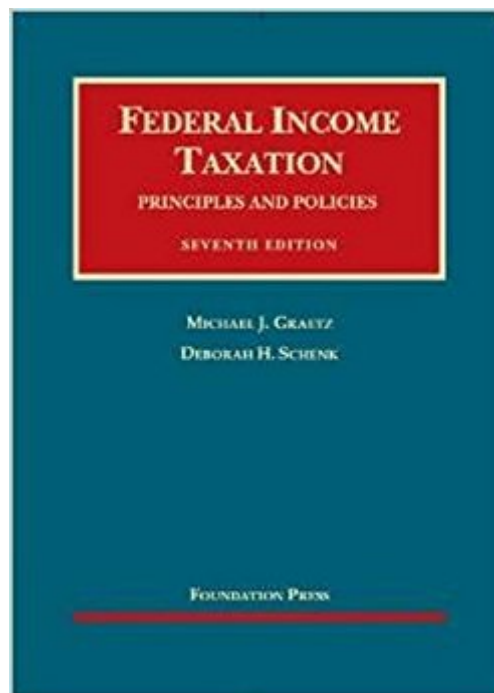 FEDERAL INCOME
TAXATION
PRINCIPLES AND POLICIES
SEVENTH EDITION
MICHAEL J. GRAETZ
DEBORAH H. SCHENK
FOUNDATION PRESS